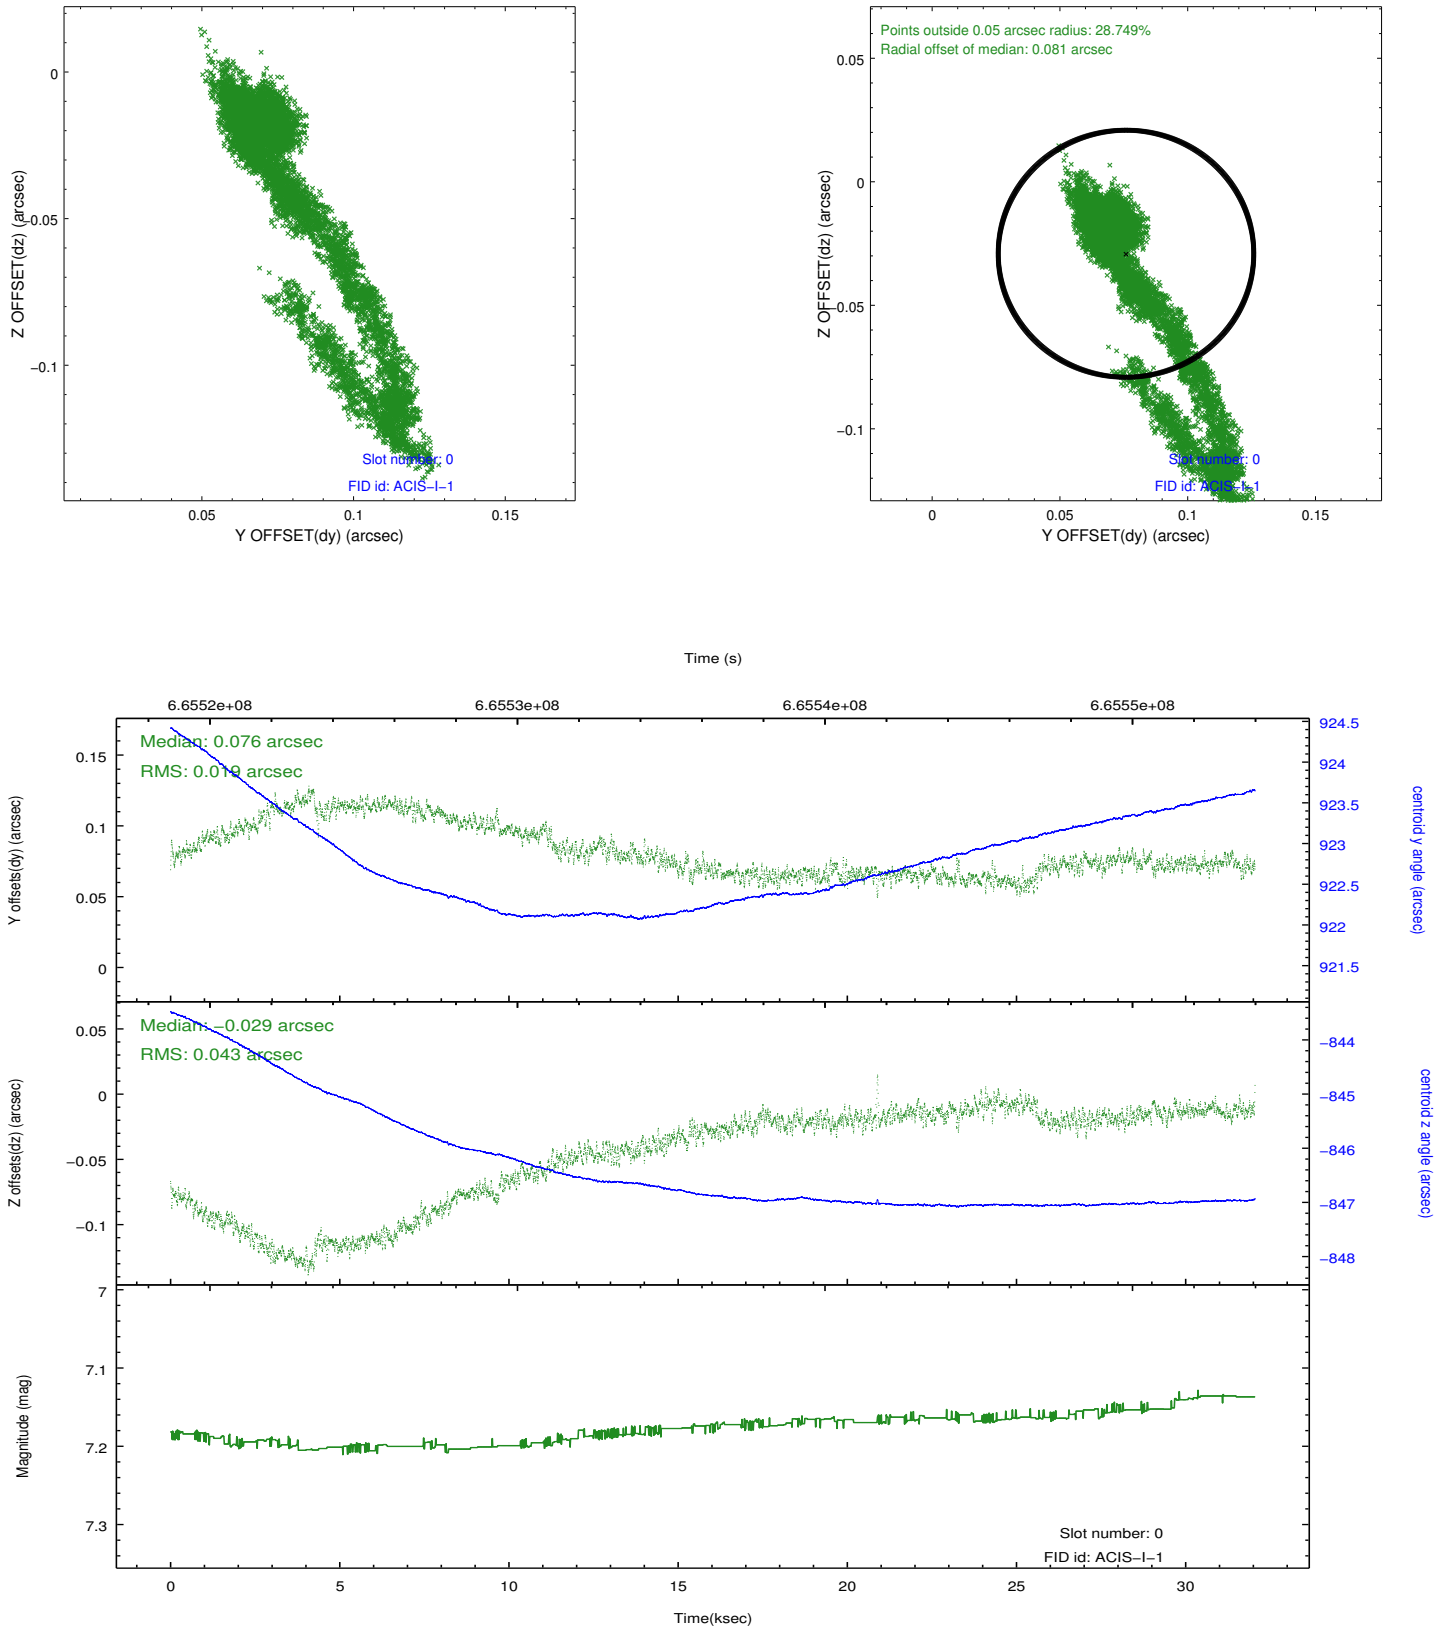 0
−0.05
−0.1
Z OFFSET(dz) (arcsec)
0.05
0.1
0.15
Y OFFSET(dy) (arcsec)
Slot number: 0
FID id: ACIS−I−1
Points outside 0.05 arcsec radius: 28.749%
Radial offset of median: 0.081 arcsec
0.05
0
−0.05
−0.1
Z OFFSET(dz) (arcsec)
0
0.05
0.1
0.15
Y OFFSET(dy) (arcsec)
Slot number: 0
FID id: ACIS−I−1
Time (s)
6.6552e+08
6.6553e+08
6.6554e+08
6.6555e+08
Median: 0.076 arcsec
RMS: 0.019 arcsec
0.15
0.1
0.05
0
Y offsets(dy) (arcsec)
924.5
924
923.5
923
922.5
922
921.5
centroid y angle (arcsec)
Median: −0.029 arcsec
RMS: 0.043 arcsec
0.05
0
−0.05
−0.1
Z offsets(dz) (arcsec)
−844
−845
−846
−847
−848
centroid z angle (arcsec)
7
7.1
7.2
7.3
Magnitude (mag)
Slot number: 0
FID id: ACIS−I−1
0
5
10
15
20
25
30
Time(ksec)